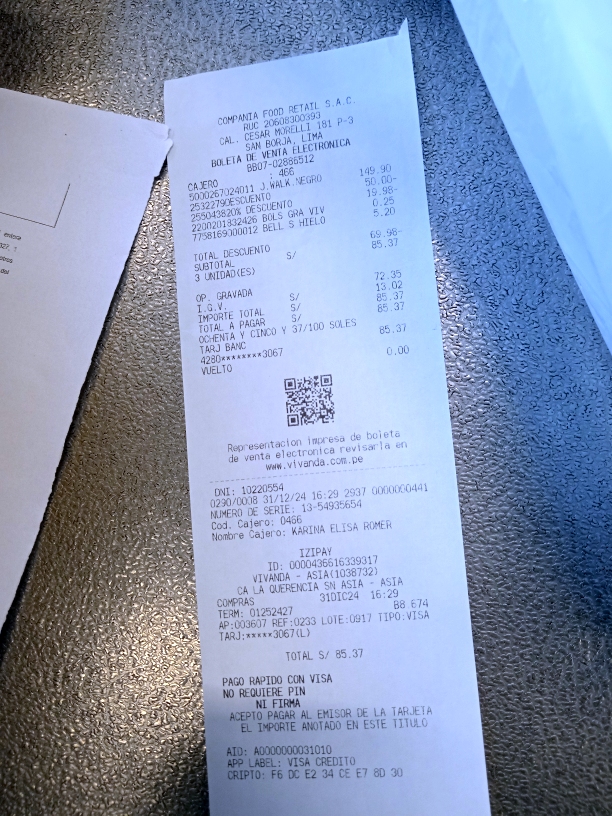 COMPANIA FOOD RETAIL S.A.C.
RUC 20608300393
CAL. CESAR MORELLI 181 P-3
SAN BORJA, LIMA
BOLETA DE VENTA ELECTRONICA
BB07-02886512
CAJERO : 466
5000267024011 J.WALK.NEGRO 149.90
25322790ESCUENTO 50.00-
255043820% DESCUENTO 19.98-
2200201832426 BOLS GRA VIV 0.25
7758169000012 BELL S HIELO 5.20
TOTAL DESCUENTO 69.98-
SUBTOTAL S/ 85.37
3 UNIDAD(ES)
OP. GRAVADA 72.35
I.G.V. S/ 13.02
IMPORTE TOTAL S/ 85.37
TOTAL A PAGAR S/ 85.37
OCHENTA Y CINCO Y 37/100 SOLES
TARJ BANC 85.37
4280********3067
VUELTO 0.00
Representacion impresa de boleta
de venta electronica revisarla en
www.vivanda.com.pe
DNI: 10220554
0290/0008 31/12/24 16:29 2937 0000090441
NUMERO DE SERIE: 13-54935654
Cod. Cajero: 0466
Nombre Cajero: KARINA ELISA ROMER
IZIPAY
ID: 0000436616339317
VIVANDA - ASIA(1038732)
CA LA QUERENCIA SN ASIA - ASIA
COMPRAS 31DIC24 16:29
TERM: 01252427 B8.674
AP:003607 REF:0233 LOTE:0917 TIPO:VISA
TARJ:*****3067(L)
TOTAL S/ 85.37
PAGO RAPIDO CON VISA
NO REQUIERE PIN
NI FIRMA
ACEPTO PAGAR AL EMISOR DE LA TARJETA
EL IMPORTE ANOTADO EN ESTE TITULO
AID: A0000000031010
APP LABEL: VISA CREDITO
CRIPTO: F6 DC E2 34 CE E7 8D 30